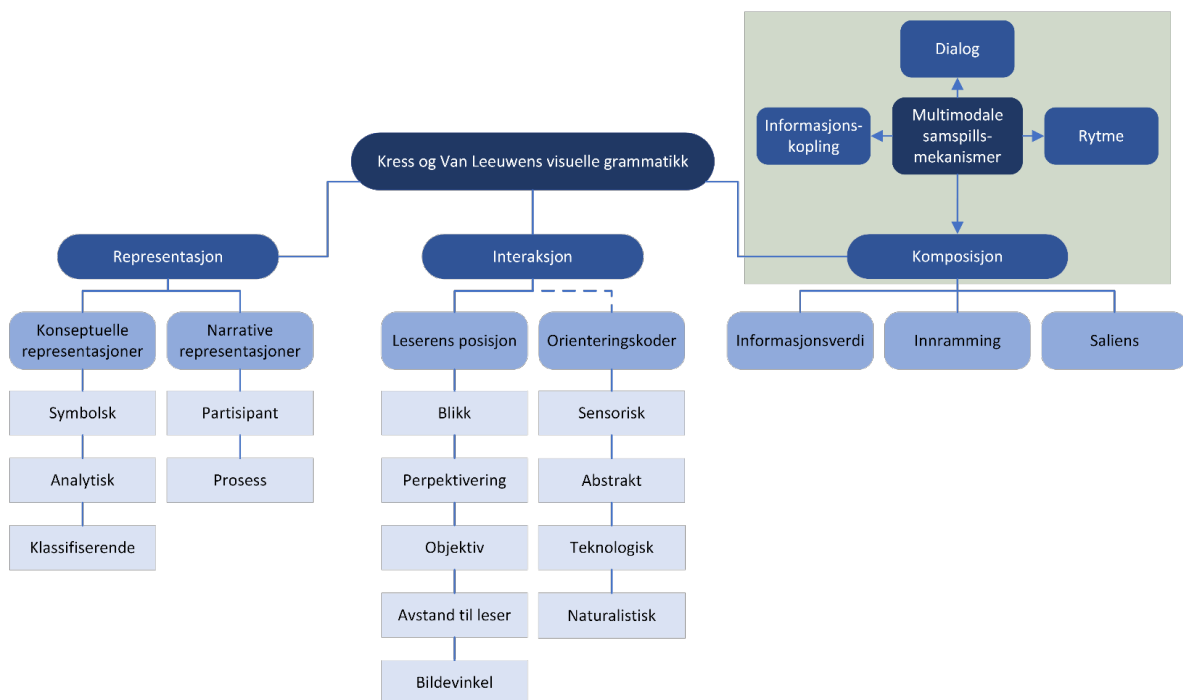 Dialog
Informasjons-
kopling
Multimodale
samspills-
mekanismer
Rytme
Kress og Van Leeuwens visuelle grammatikk
Representasjon
Interaksjon
Komposisjon
Konseptuelle
representasjoner
Narrative
representasjoner
Leserens posisjon
Orienteringskoder
Informasjonsverdi
Innramming
Saliens
Symbolsk
Partisipant
Blikk
Sensorisk
Analytisk
Prosess
Perpektivering
Abstrakt
Klassifiserende
Objektiv
Teknologisk
Avstand til leser
Naturalistisk
Bildevinkel